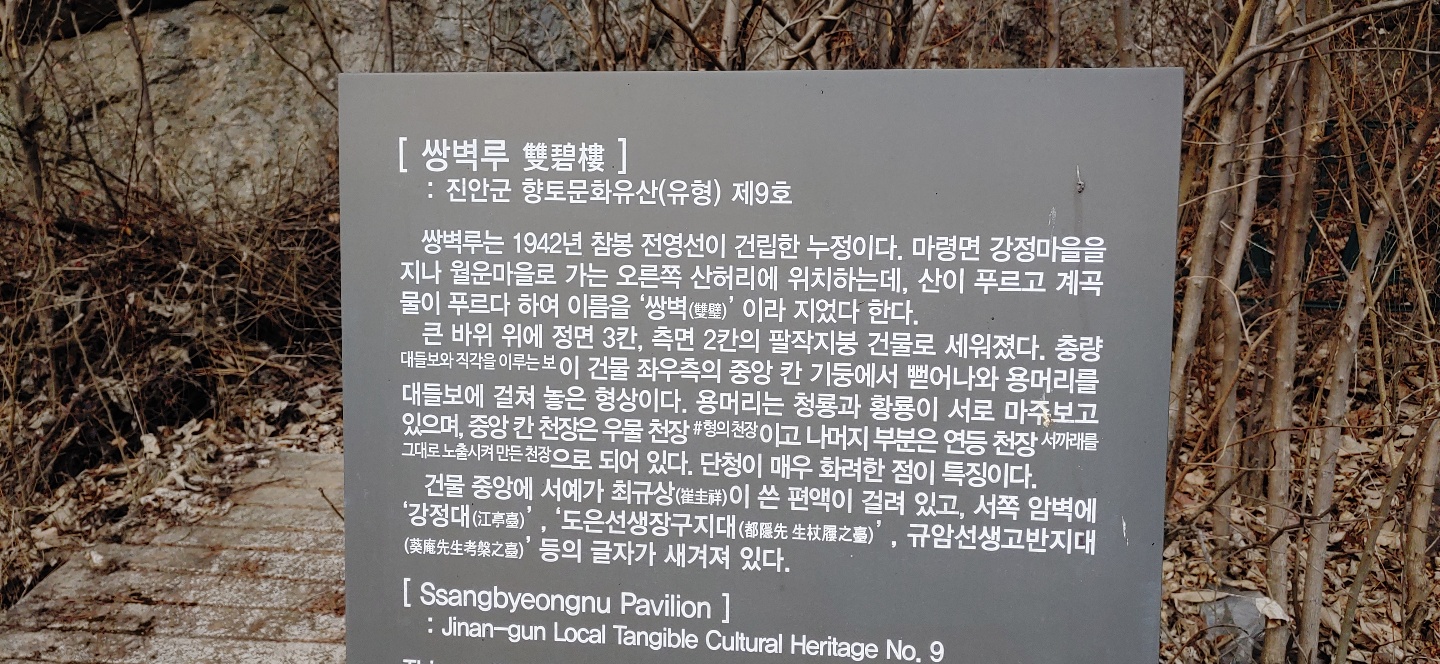 [ 쌍벽루 雙碧樓 ]
: 진안군 향토문화유산(유형) 제9호
쌍벽루는 1942년 참봉 전영선이 건립한 누정이다. 마령면 강정마을을
지나 월운마을로 가는 오른쪽 산허리에 위치하는데, 산이 푸르고 계곡
물이 푸르다 하여 이름을 ‘쌍벽(雙璧)’ 이라 지었다 한다.
큰 바위 위에 정면 3칸, 측면 2칸의 팔작지붕 건물로 세워졌다. 충량
대들보와 직각을 이루는 보이 건물 좌우측의 중앙 칸 기둥에서 뻗어나와 용머리를
대들보에 걸쳐 놓은 형상이다. 용머리는 청룡과 황룡이 서로 마주보고
있으며, 중앙 칸 천장은 우물 천장 #형의 천장이고 나머지 부분은 연등 천장 서까래를
그대로 노출시켜 만든 천장으로 되어 있다. 단청이 매우 화려한 점이 특징이다.
건물 중앙에 서예가 최규상(崔圭祥)이 쓴 편액이 걸려 있고, 서쪽 암벽에
‘강정대(江亭臺)’ , ‘도은선생장구지대(都隱先 生杖屨之臺)’ , 규암선생고반지대
(葵庵先生考槃之臺)’ 등의 글자가 새겨져 있다.
[ Ssangbyeongnu Pavilion ]
: Jinan-gun Local Tangible Cultural Heritage No. 9